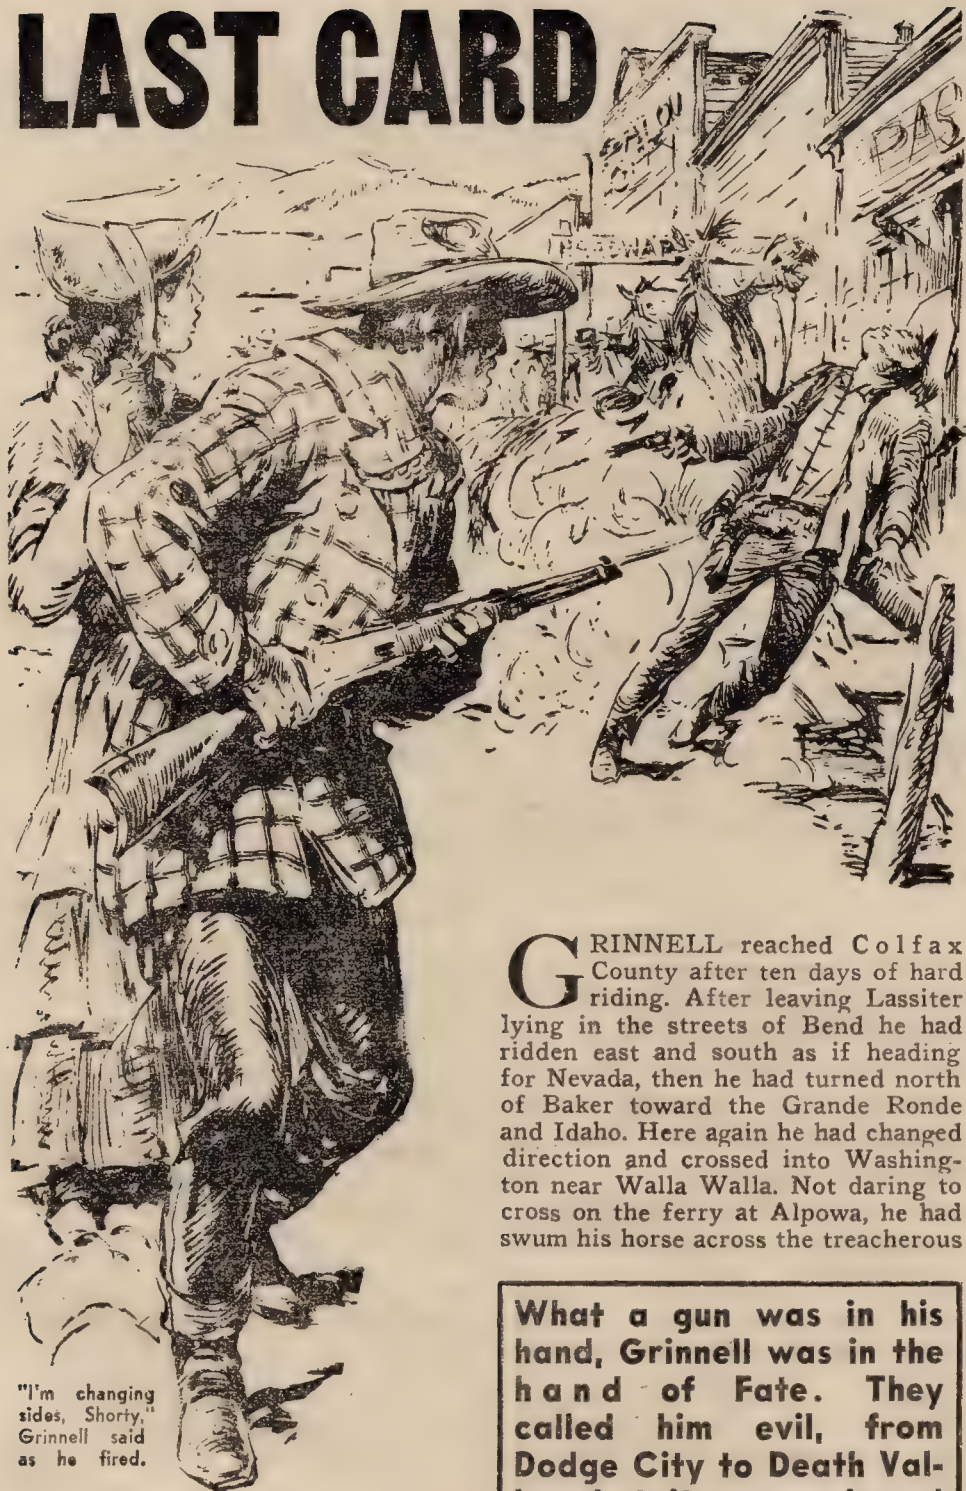 LAST CARD
PAS
GRINNELL reached Colfax
County after ten days of hard
riding. After leaving Lassiter
lying in the streets of Bend he had
ridden east and south as if heading
for Nevada, then he had turned north
of Baker toward the Grande Ronde
and Idaho. Here again he had changed
direction and crossed into Washing-
ton near Walla Walla. Not daring to
cross on the ferry at Alpowa, he had
swum his horse across the treacherous
"I'm changing
sides, Shorty,"
Grinnell said
as he fired.
What a gun was in his
hand, Grinnell was in the
hand of Fate. They
called him evil, from
Dodge City to Death Val-